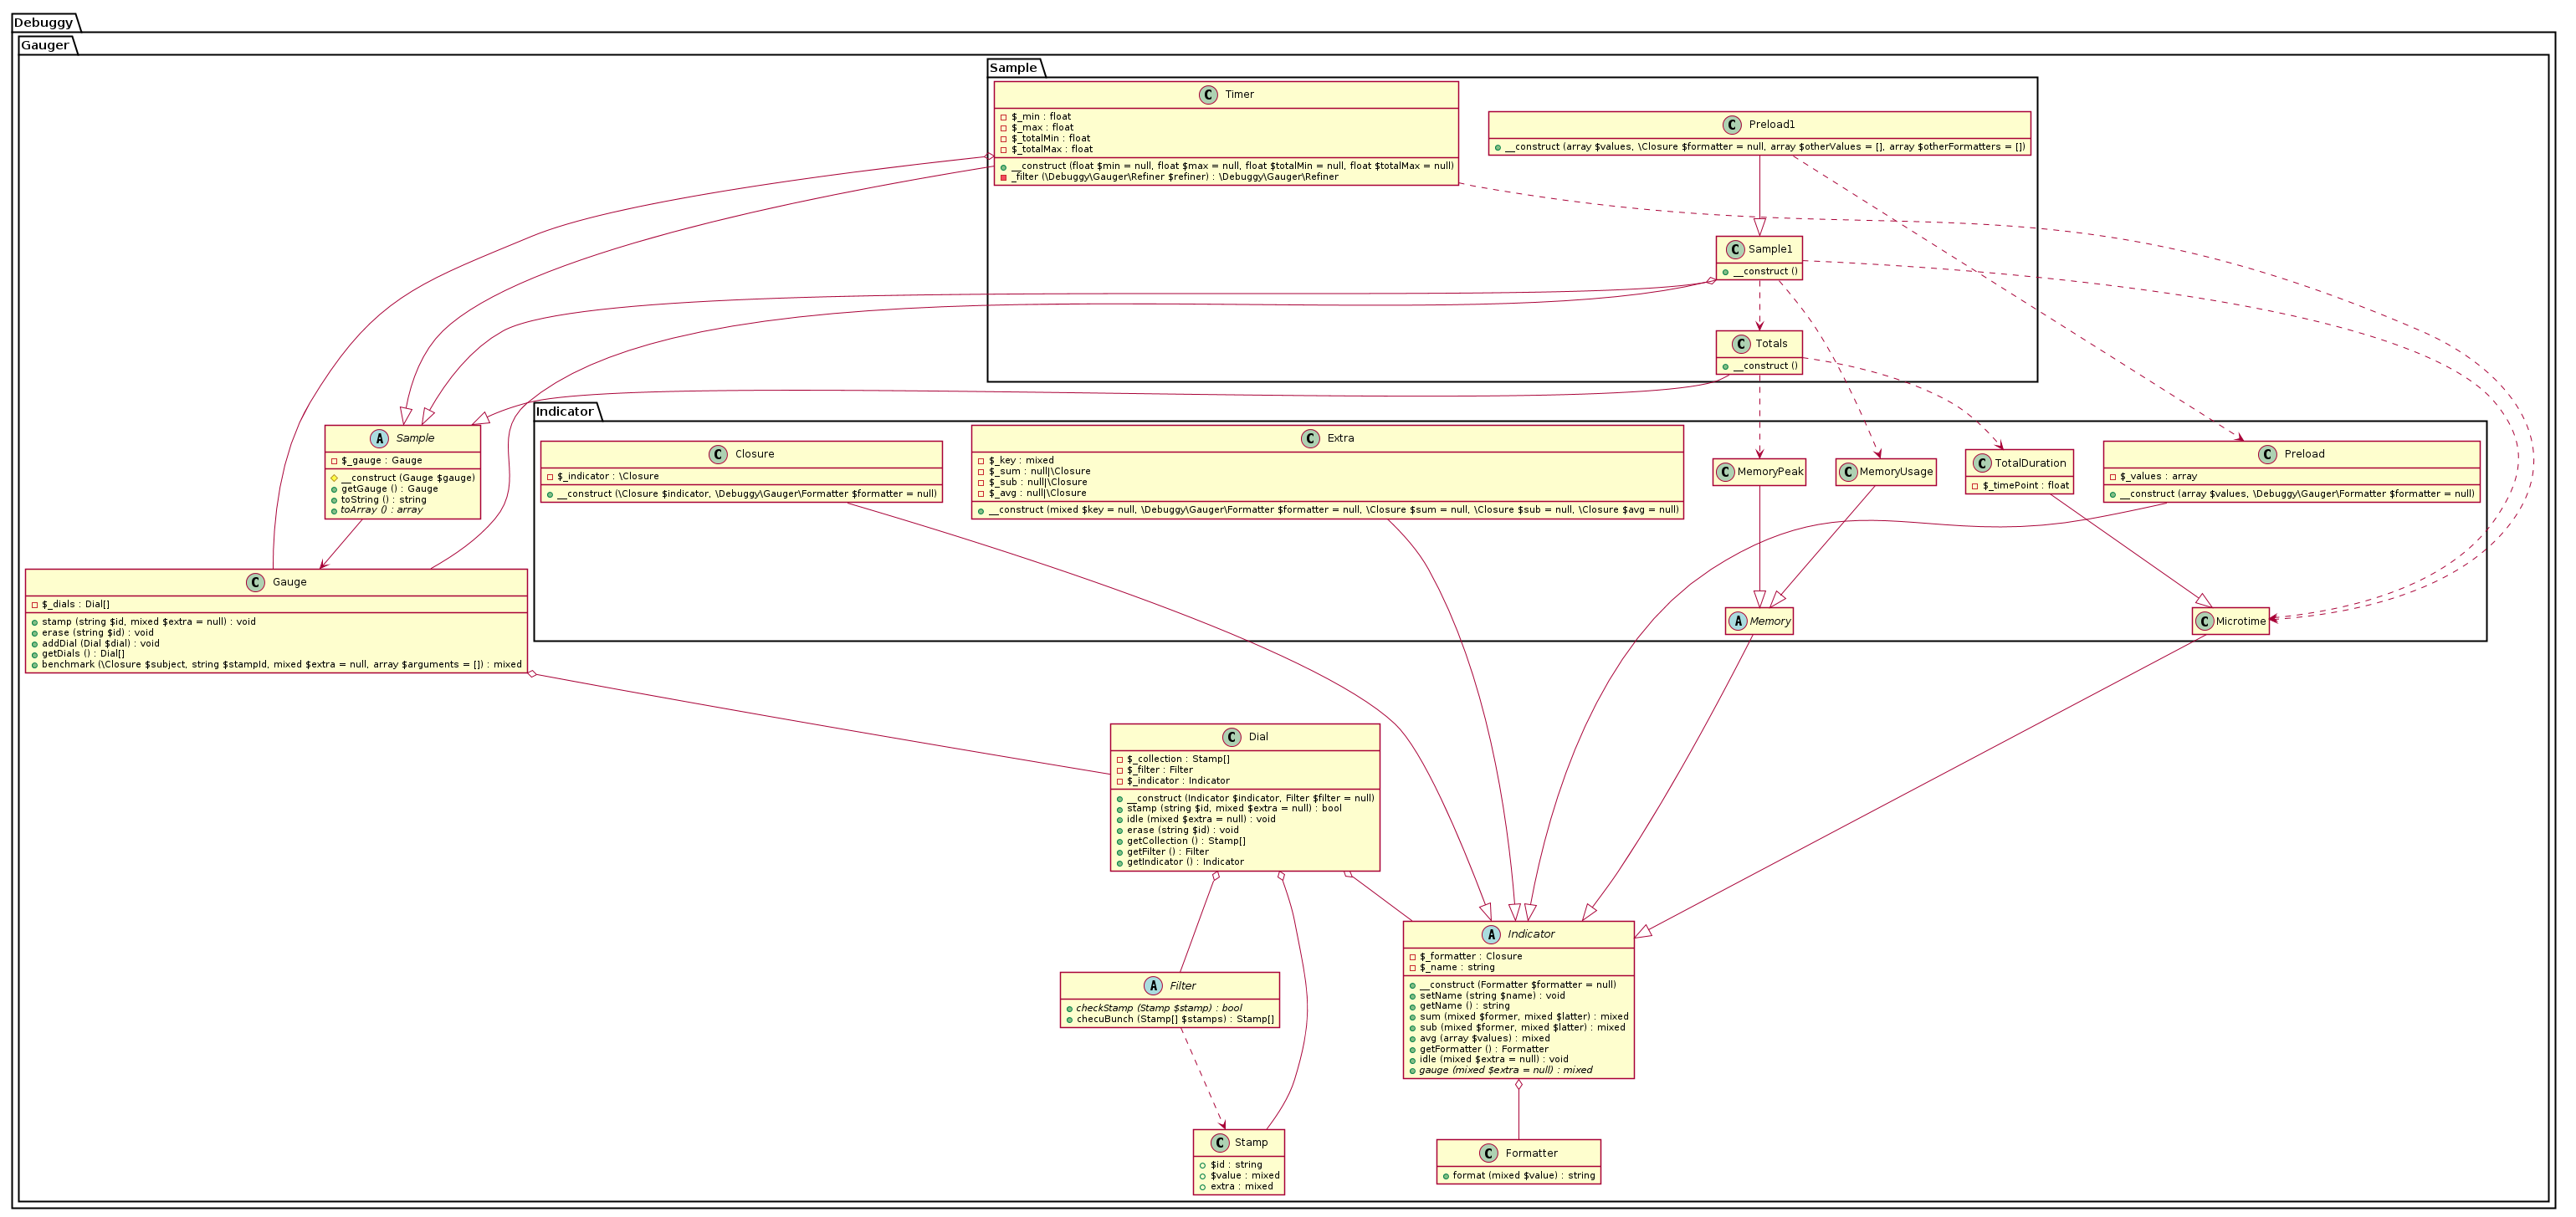 Debuggy
Gauger
Sample
C Timer
$_min : float
$_max : float
$_totalMin : float
$_totalMax : float
__construct (float $min = null, float $max = null, float $totalMin = null, float $totalMax = null)
_filter (\Debuggy\Gauger\Refiner $refiner) : \Debuggy\Gauger\Refiner
C Preload1
__construct (array $values, \Closure $formatter = null, array $otherValues = [], array $otherFormatters = [])
C Sample1
__construct ()
C Totals
__construct ()
A Sample
$_gauge : Gauge
__construct (Gauge $gauge)
getGauge () : Gauge
toString () : string
toArray () : array
Indicator
C Closure
$_indicator : \Closure
__construct (\Closure $indicator, \Debuggy\Gauger\Formatter $formatter = null)
C Extra
$_key : mixed
$_sum : null|\Closure
$_sub : null|\Closure
$_avg : null|\Closure
__construct (mixed $key = null, \Debuggy\Gauger\Formatter $formatter = null, \Closure $sum = null, \Closure $sub = null, \Closure $avg = null)
C MemoryPeak
C MemoryUsage
C TotalDuration
$_timePoint : float
C Preload
$_values : array
__construct (array $values, \Debuggy\Gauger\Formatter $formatter = null)
A Memory
C Microtime
C Gauge
$_dials : Dial[]
stamp (string $id, mixed $extra = null) : void
erase (string $id) : void
addDial (Dial $dial) : void
getDials () : Dial[]
benchmark (\Closure $subject, string $stampId, mixed $extra = null, array $arguments = []) : mixed
C Dial
$_collection : Stamp[]
$_filter : Filter
$_indicator : Indicator
__construct (Indicator $indicator, Filter $filter = null)
stamp (string $id, mixed $extra = null) : bool
idle (mixed $extra = null) : void
erase (string $id) : void
getCollection () : Stamp[]
getFilter () : Filter
getIndicator () : Indicator
A Filter
checkStamp (Stamp $stamp) : bool
checuBunch (Stamp[] $stamps) : Stamp[]
A Indicator
$_formatter : Closure
$_name : string
__construct (Formatter $formatter = null)
setName (string $name) : void
getName () : string
sum (mixed $former, mixed $latter) : mixed
sub (mixed $former, mixed $latter) : mixed
avg (array $values) : mixed
getFormatter () : Formatter
idle (mixed $extra = null) : void
gauge (mixed $extra = null) : mixed
C Stamp
$id : string
$value : mixed
extra : mixed
C Formatter
format (mixed $value) : string